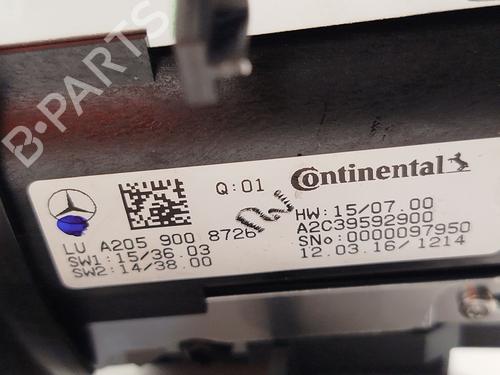 B-PARTS
Q:01
Continental
LU A205 900 8726
SW1:15/36.03
SW2:14/38.00
HW:15/07.00
A2C39592900
SNo:0000097950
12.03.16/1214